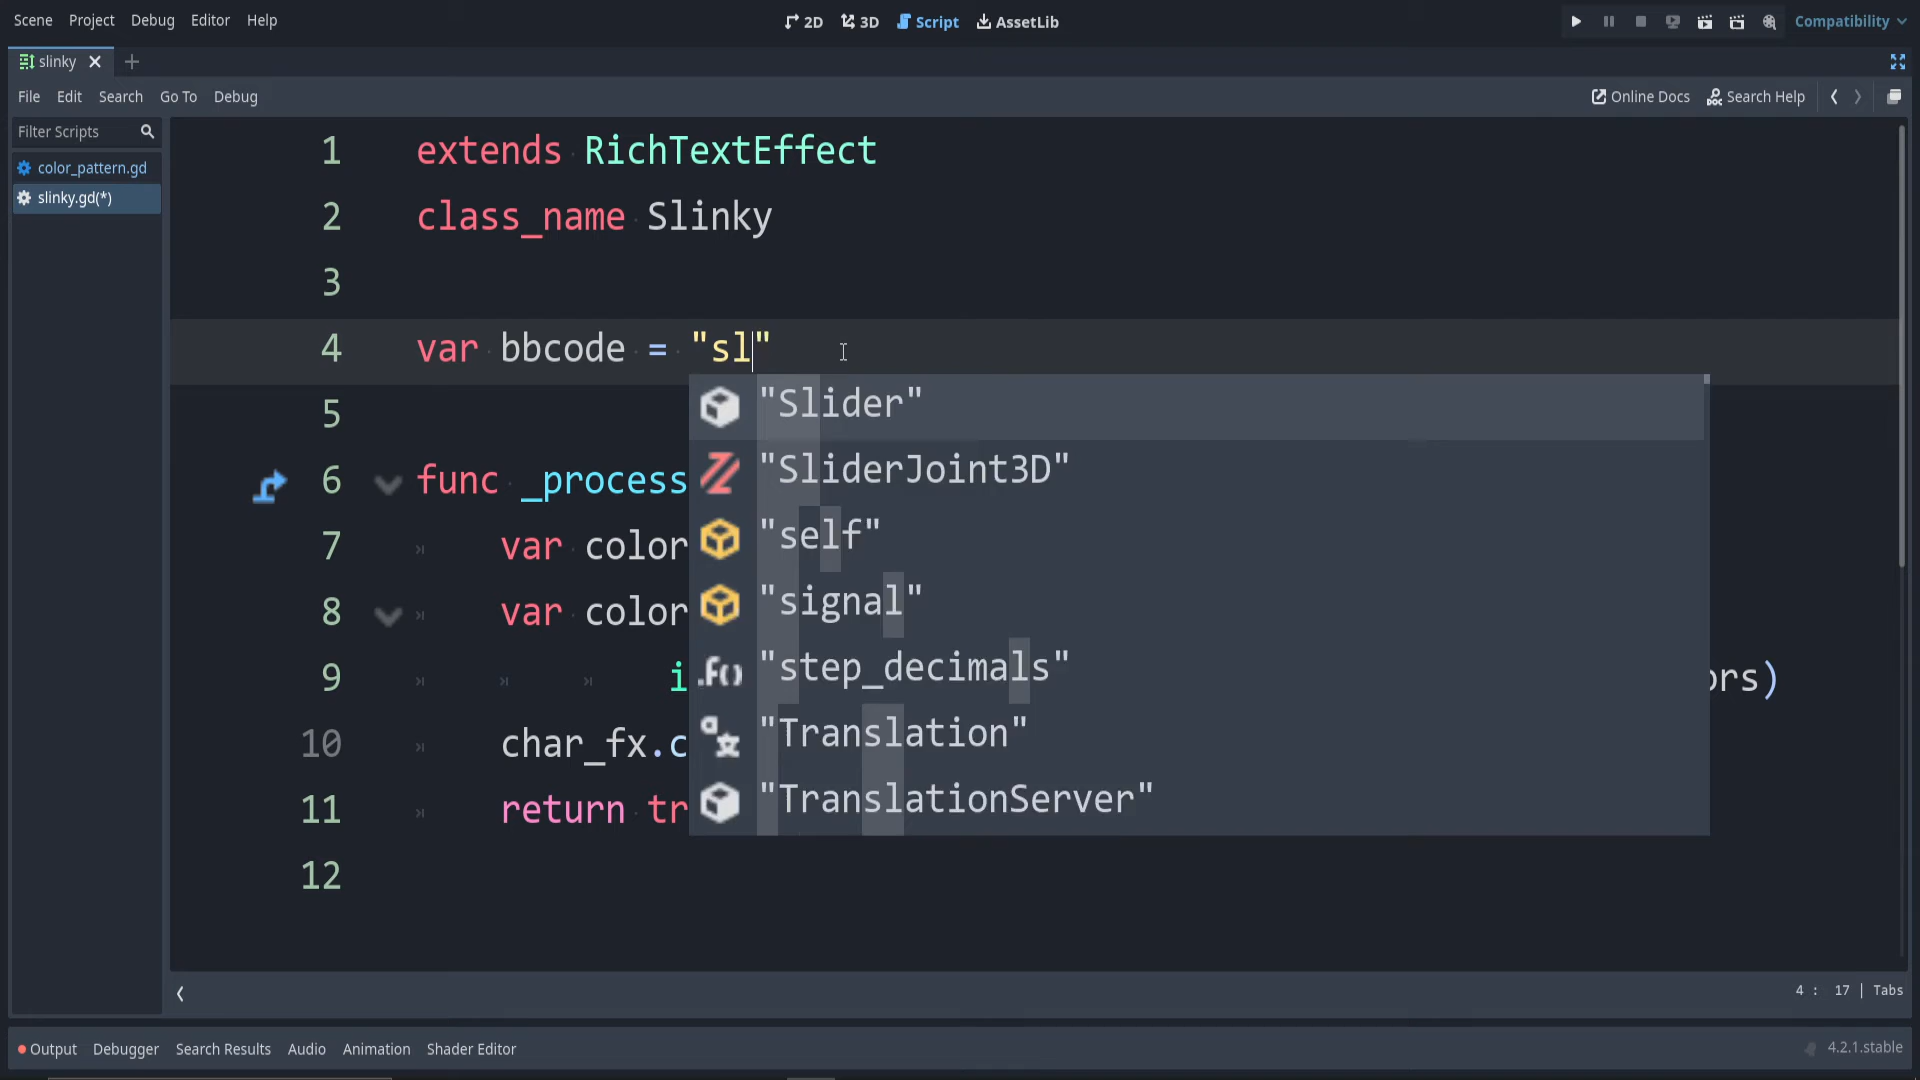 Scene Project Debug Editor Help
2D 3D Script AssetLib
Compatibility
slinky
File Edit Search Go To Debug
Online Docs Search Help
Filter Scripts
color_pattern.gd
slinky.gd(*)
1 extends RichTextEffect
2 class_name Slinky
3
4 var bbcode = "sl"
5
6 func _process
7 var color
8 var color
9 i ors)
10 char_fx.c
11 return tr
12
"Slider"
"SliderJoint3D"
"self"
"signal"
.f() "step_decimals"
"Translation"
"TranslationServer"
4 : 17 | Tabs
Output Debugger Search Results Audio Animation Shader Editor
4.2.1.stable